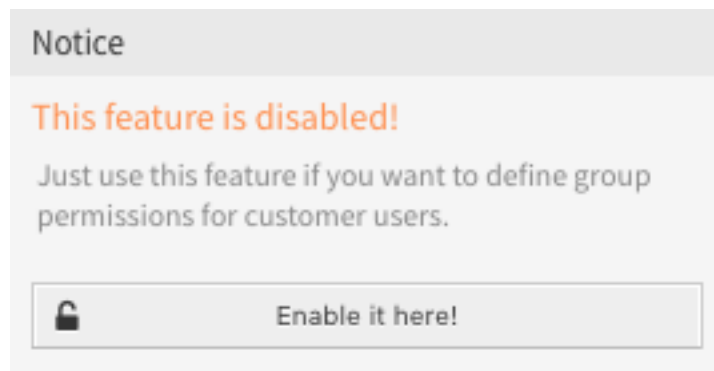 Notice
This feature is disabled!
Just use this feature if you want to define group
permissions for customer users.
Enable it here!